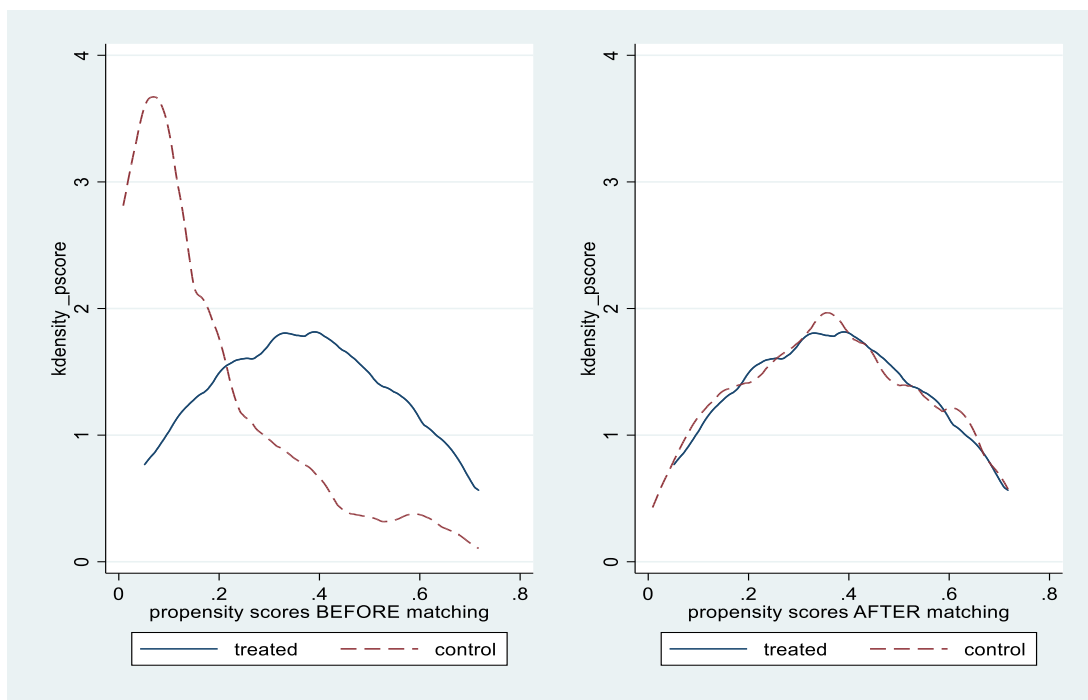 kdensity _pscore
4
3
2
1
0
0 .2 .4 .6 .8
propensity scores BEFORE matching
treated control
kdensity _pscore
4
3
2
1
0
0 .2 .4 .6 .8
propensity scores AFTER matching
treated control